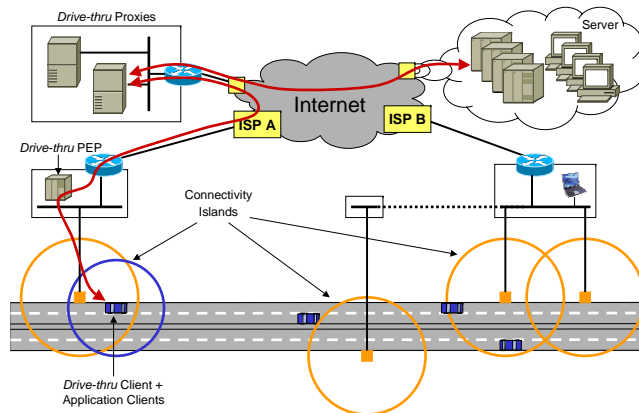 Drive-thru Proxies
Server
Internet
ISP A
ISP B
Drive-thru PEP
Connectivity
Islands
Drive-thru Client +
Application Clients